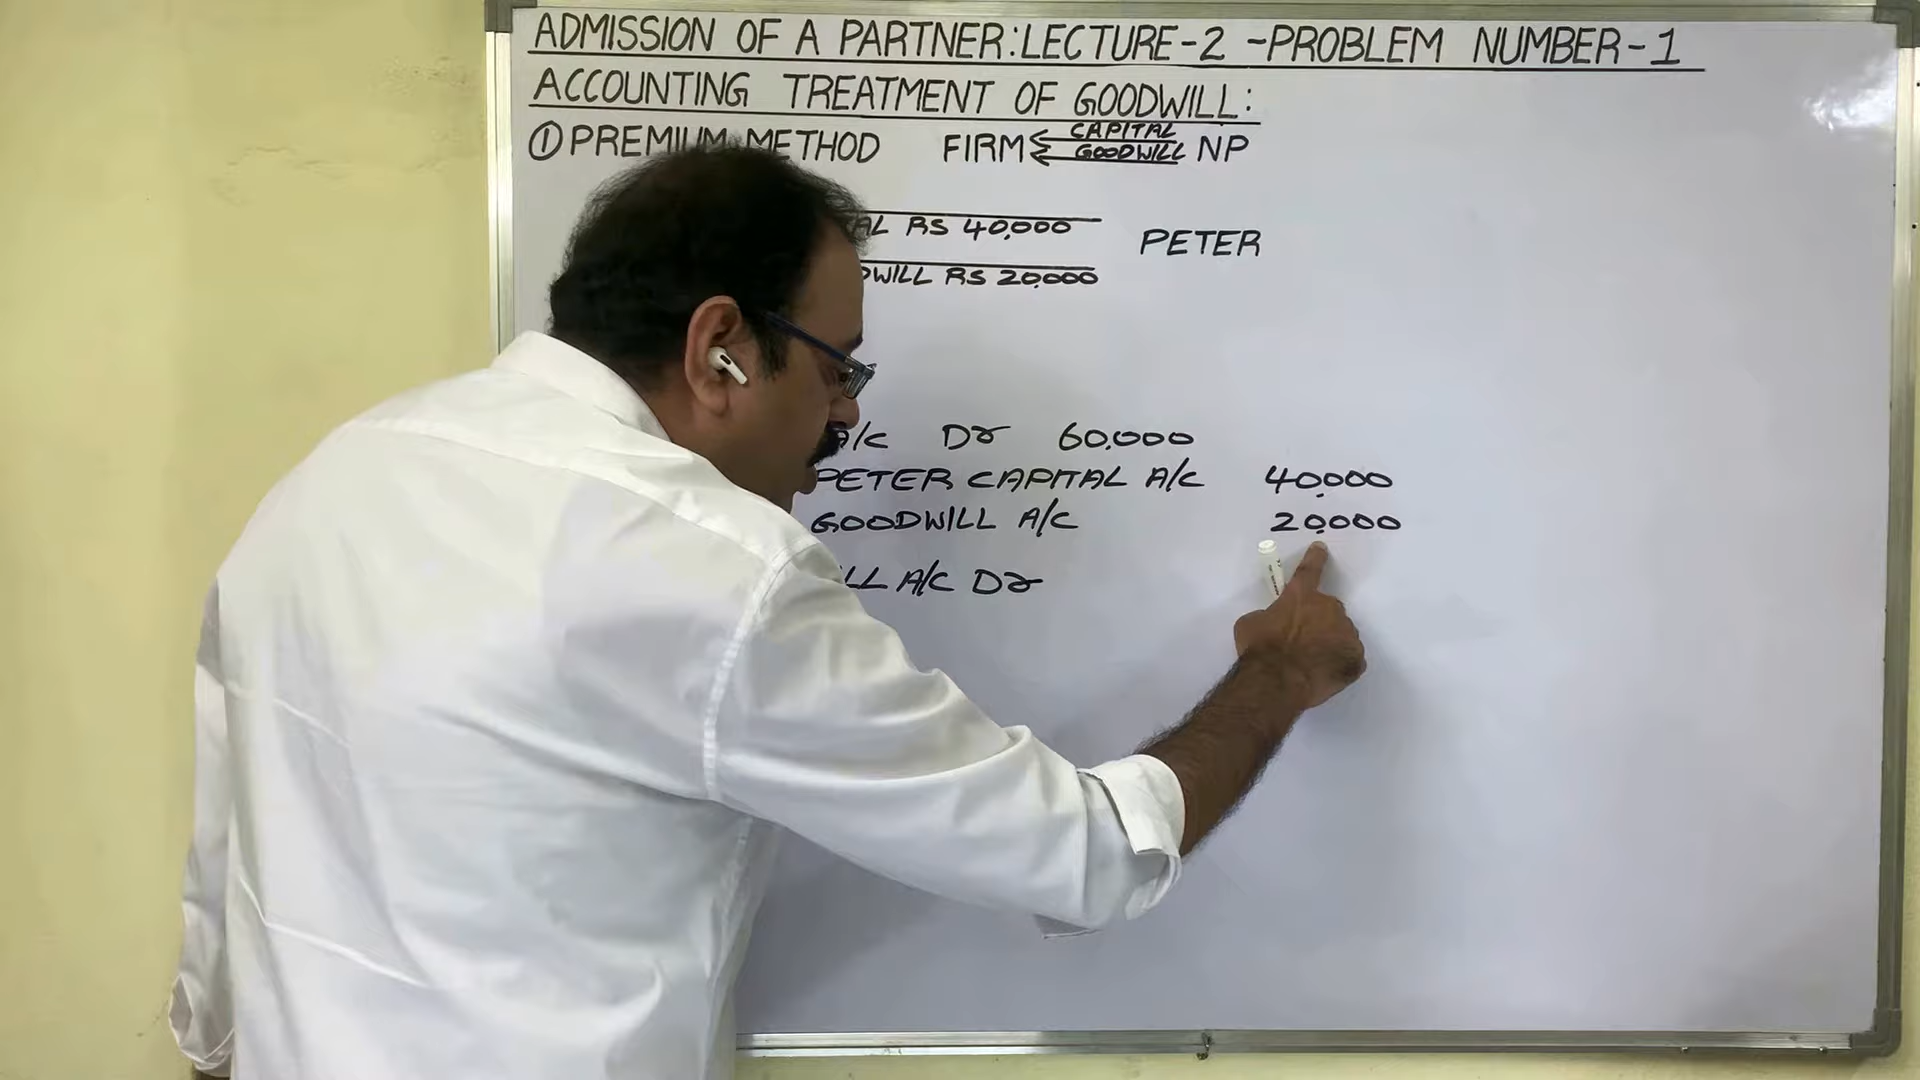 ADMISSION OF A PARTNER: LECTURE-2 -PROBLEM NUMBER-1
ACCOUNTING TREATMENT OF GOODWILL:
① PREMIUM METHOD FIRM CAPITAL GOODWILL NP
RS 40,000
PETER
RS 20,000
A/C Dr 60,000
PETER CAPITAL A/C 40,000
GOODWILL A/C 20,000
A/C Dr